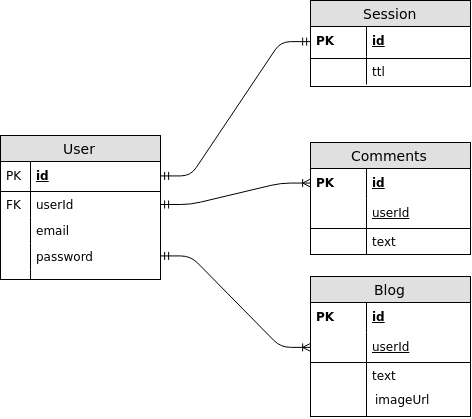 Session
PK id
ttl
User
PK id
FK userId
email
password
Comments
PK id
userId
text
Blog
PK id
userId
text
imageUrl